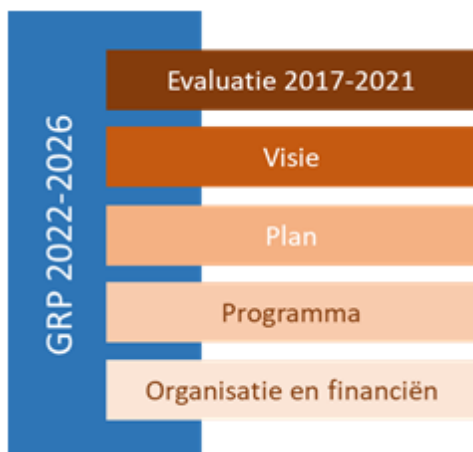 GRP 2022-2026
Evaluatie 2017-2021
Visie
Plan
Programma
Organisatie en financiën